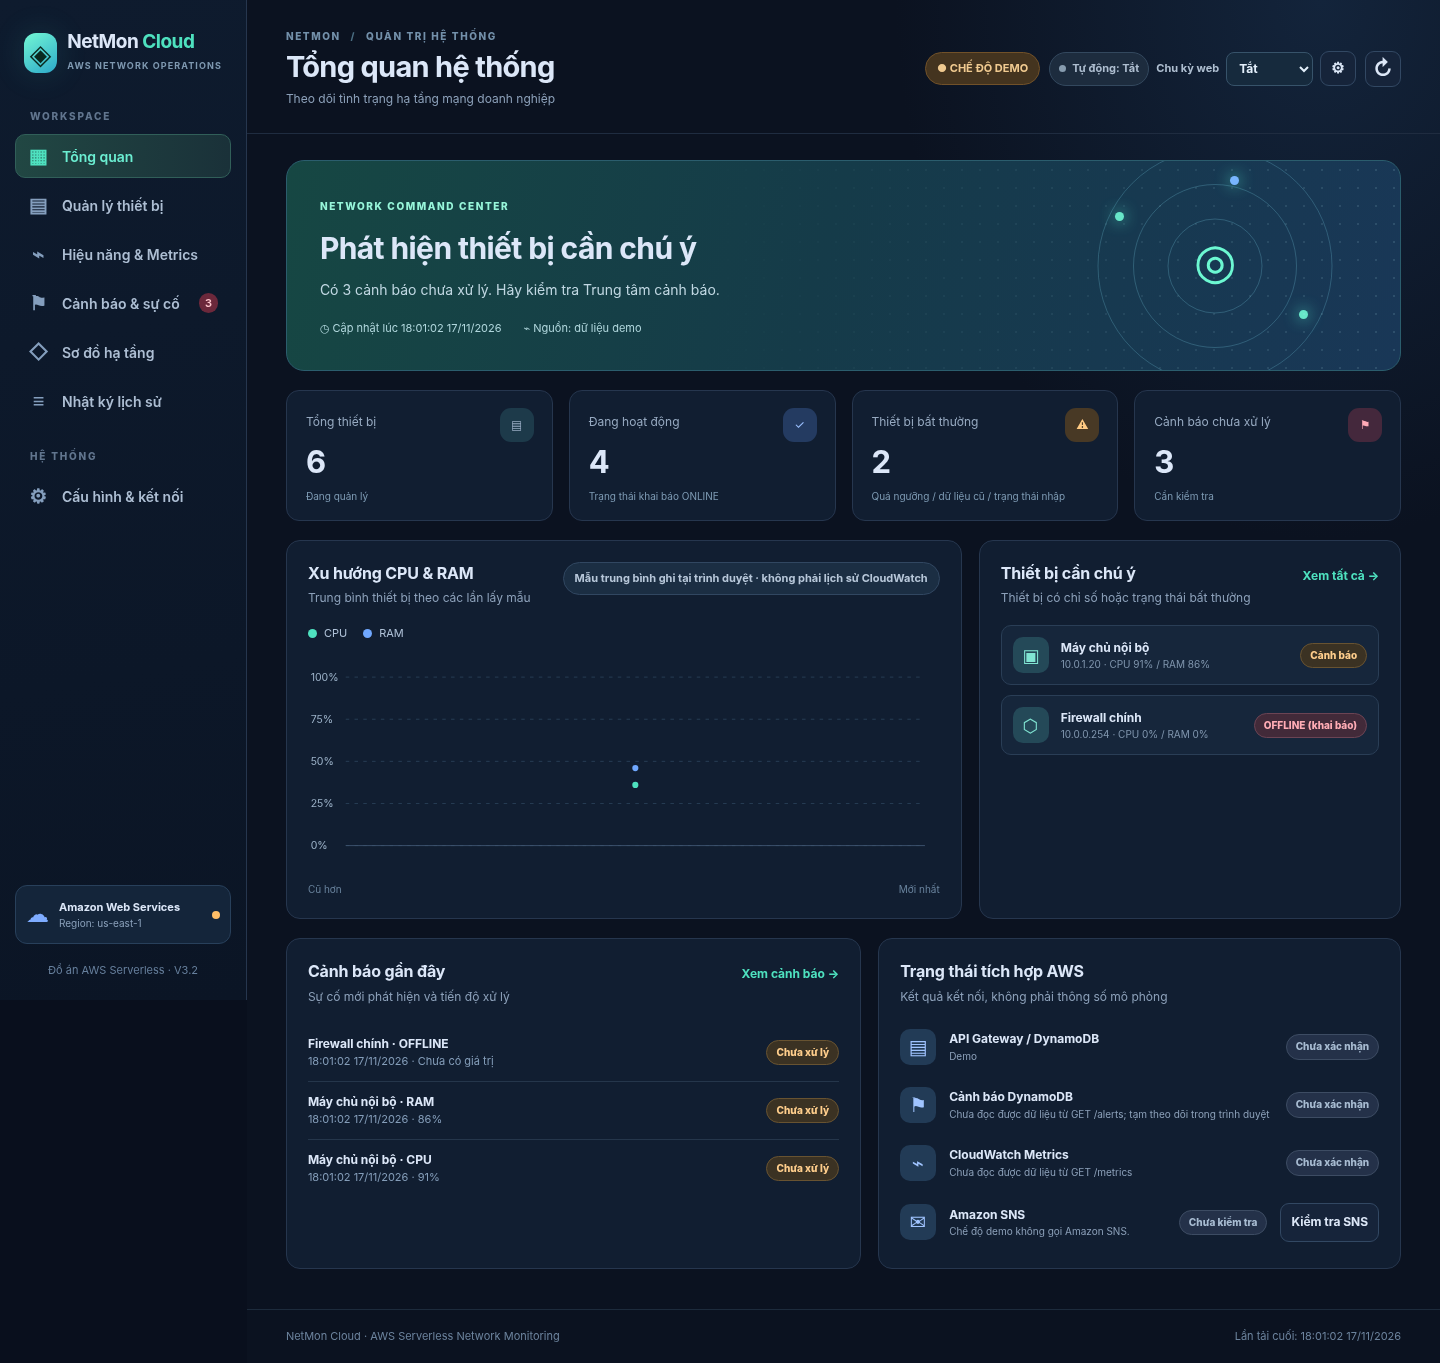 NetMon Cloud
AWS NETWORK OPERATIONS
WORKSPACE
Tổng quan
Quản lý thiết bị
Hiệu năng & Metrics
Cảnh báo & sự cố 3
Sơ đồ hạ tầng
Nhật ký lịch sử
HỆ THỐNG
Cấu hình & kết nối
Amazon Web Services
Region: us-east-1
Đồ án AWS Serverless · V3.2
NETMON / QUẢN TRỊ HỆ THỐNG
Tổng quan hệ thống
Theo dõi tình trạng hạ tầng mạng doanh nghiệp
CHẾ ĐỘ DEMO
Tự động: Tắt
Chu kỳ web
Tắt
NETWORK COMMAND CENTER
Phát hiện thiết bị cần chú ý
Có 3 cảnh báo chưa xử lý. Hãy kiểm tra Trung tâm cảnh báo.
Cập nhật lúc 18:01:02 17/11/2026
Nguồn: dữ liệu demo
Tổng thiết bị
6
Đang quản lý
Đang hoạt động
4
Trạng thái khai báo ONLINE
Thiết bị bất thường
2
Quá ngưỡng / dữ liệu cũ / trạng thái nhập
Cảnh báo chưa xử lý
3
Cần kiểm tra
Xu hướng CPU & RAM
Trung bình thiết bị theo các lần lấy mẫu
Mẫu trung bình ghi tại trình duyệt · không phải lịch sử CloudWatch
CPU
RAM
100%
75%
50%
25%
0%
Cũ hơn
Mới nhất
Thiết bị cần chú ý
Thiết bị có chỉ số hoặc trạng thái bất thường
Xem tất cả →
Máy chủ nội bộ
10.0.1.20 · CPU 91% / RAM 86%
Cảnh báo
Firewall chính
10.0.0.254 · CPU 0% / RAM 0%
OFFLINE (khai báo)
Cảnh báo gần đây
Sự cố mới phát hiện và tiến độ xử lý
Xem cảnh báo →
Firewall chính · OFFLINE
18:01:02 17/11/2026 · Chưa có giá trị
Chưa xử lý
Máy chủ nội bộ · RAM
18:01:02 17/11/2026 · 86%
Chưa xử lý
Máy chủ nội bộ · CPU
18:01:02 17/11/2026 · 91%
Chưa xử lý
Trạng thái tích hợp AWS
Kết quả kết nối, không phải thông số mô phỏng
API Gateway / DynamoDB
Demo
Chưa xác nhận
Cảnh báo DynamoDB
Chưa đọc được dữ liệu từ GET /alerts; tạm theo dõi trong trình duyệt
Chưa xác nhận
CloudWatch Metrics
Chưa đọc được dữ liệu từ GET /metrics
Chưa xác nhận
Amazon SNS
Chế độ demo không gọi Amazon SNS.
Chưa kiểm tra
Kiểm tra SNS
NetMon Cloud · AWS Serverless Network Monitoring
Lần tải cuối: 18:01:02 17/11/2026